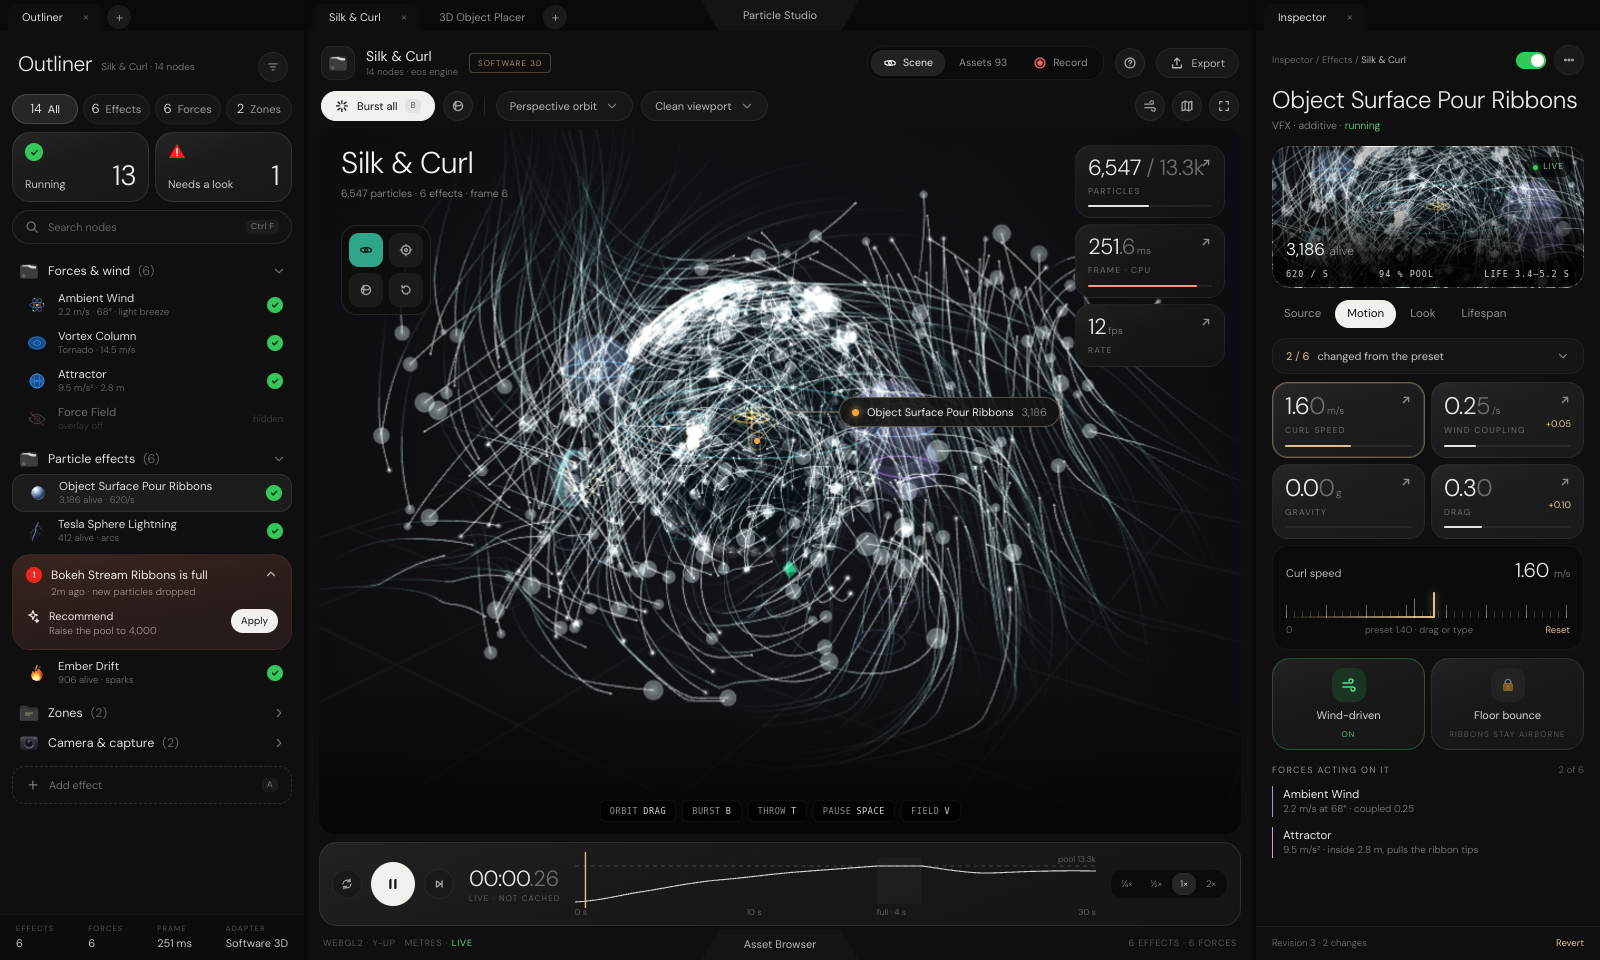 Outliner ×
Silk & Curl ×
3D Object Placer
Particle Studio
Inspector ×
Outliner Silk & Curl · 14 nodes
14 All
6 Effects
6 Forces
2 Zones
Running 13
Needs a look 1
Search nodes Ctrl F
Forces & wind (6)
Ambient Wind
2.2 m/s · 68° · light breeze
Vortex Column
Tornado · 14.5 m/s
Attractor
9.5 m/s² · 2.8 m
Force Field
overlay off
hidden
Particle effects (6)
Object Surface Pour Ribbons
3,186 alive · 620/s
Tesla Sphere Lightning
412 alive · arcs
1 Bokeh Stream Ribbons is full
2m ago · new particles dropped
Recommend
Raise the pool to 4,000
Apply
Ember Drift
906 alive · sparks
Zones (2)
Camera & capture (2)
+ Add effect A
EFFECTS
6
FORCES
6
FRAME
251 ms
ADAPTER
Software 3D
Silk & Curl
14 nodes · eos engine
SOFTWARE 3D
Scene
Assets 93
Record
Export
Burst all B
Perspective orbit
Clean viewport
Silk & Curl
6,547 particles · 6 effects · frame 6
6,547 / 13.3k
PARTICLES
251.6 ms
FRAME · CPU
12 fps
RATE
Object Surface Pour Ribbons 3,186
ORBIT DRAG
BURST B
THROW T
PAUSE SPACE
FIELD V
00:00.26
LIVE · NOT CACHED
pool 13.3k
0 s
10 s
full · 4 s
30 s
¼×
½×
1×
2×
WEBGL2 · Y-UP · METRES · LIVE
Asset Browser
6 EFFECTS · 6 FORCES
Inspector / Effects / Silk & Curl
Object Surface Pour Ribbons
VFX · additive · running
LIVE
3,186 alive
620 / S
94 % POOL
LIFE 3.4–5.2 S
Source
Motion
Look
Lifespan
2 / 6 changed from the preset
1.60 m/s
CURL SPEED
0.25 /s
WIND COUPLING
+0.05
0.00 g
GRAVITY
0.30
DRAG
+0.10
Curl speed 1.60 m/s
0
preset 1.40 · drag or type
Reset
Wind-driven
ON
Floor bounce
RIBBONS STAY AIRBORNE
FORCES ACTING ON IT 2 of 6
Ambient Wind
2.2 m/s at 68° · coupled 0.25
Attractor
9.5 m/s² · inside 2.8 m, pulls the ribbon tips
Revision 3 · 2 changes
Revert